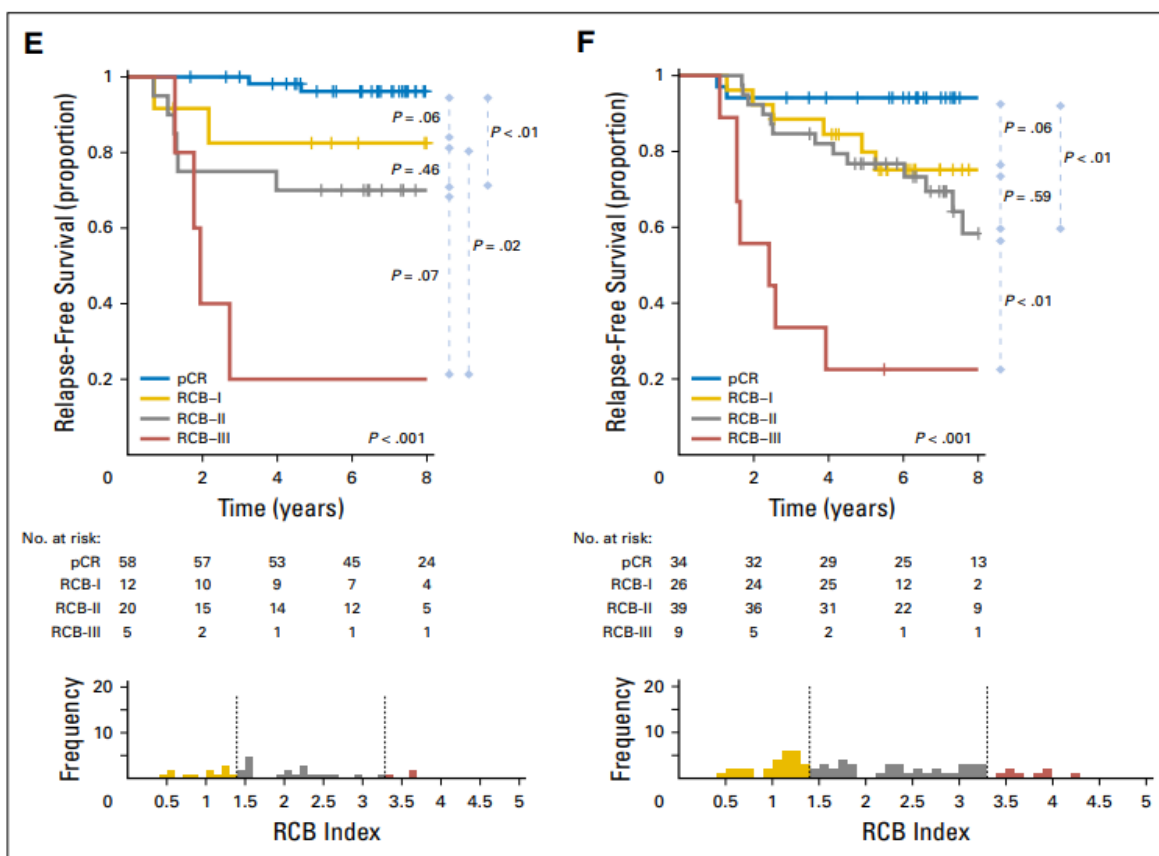 E
Relapse-Free Survival (proportion)
1
0.8
0.6
0.4
0.2
0
2
4
6
8
Time (years)
P = .06
P < .01
P = .46
P = .02
P = .07
pCR
RCB–I
RCB–II
RCB–III
P < .001
No. at risk:
pCR 58 57 53 45 24
RCB-I 12 10 9 7 4
RCB-II 20 15 14 12 5
RCB-III 5 2 1 1 1
Frequency
20
10
0
0.5 1 1.5 2 2.5 3 3.5 4 4.5 5
RCB Index
F
Relapse-Free Survival (proportion)
1
0.8
0.6
0.4
0.2
0
2
4
6
8
Time (years)
P = .06
P < .01
P = .59
P < .01
pCR
RCB–I
RCB–II
RCB–III
P < .001
No. at risk:
pCR 34 32 29 25 13
RCB-I 26 24 25 12 2
RCB-II 39 36 31 22 9
RCB-III 9 5 2 1 1
Frequency
20
10
0
0.5 1 1.5 2 2.5 3 3.5 4 4.5 5
RCB Index